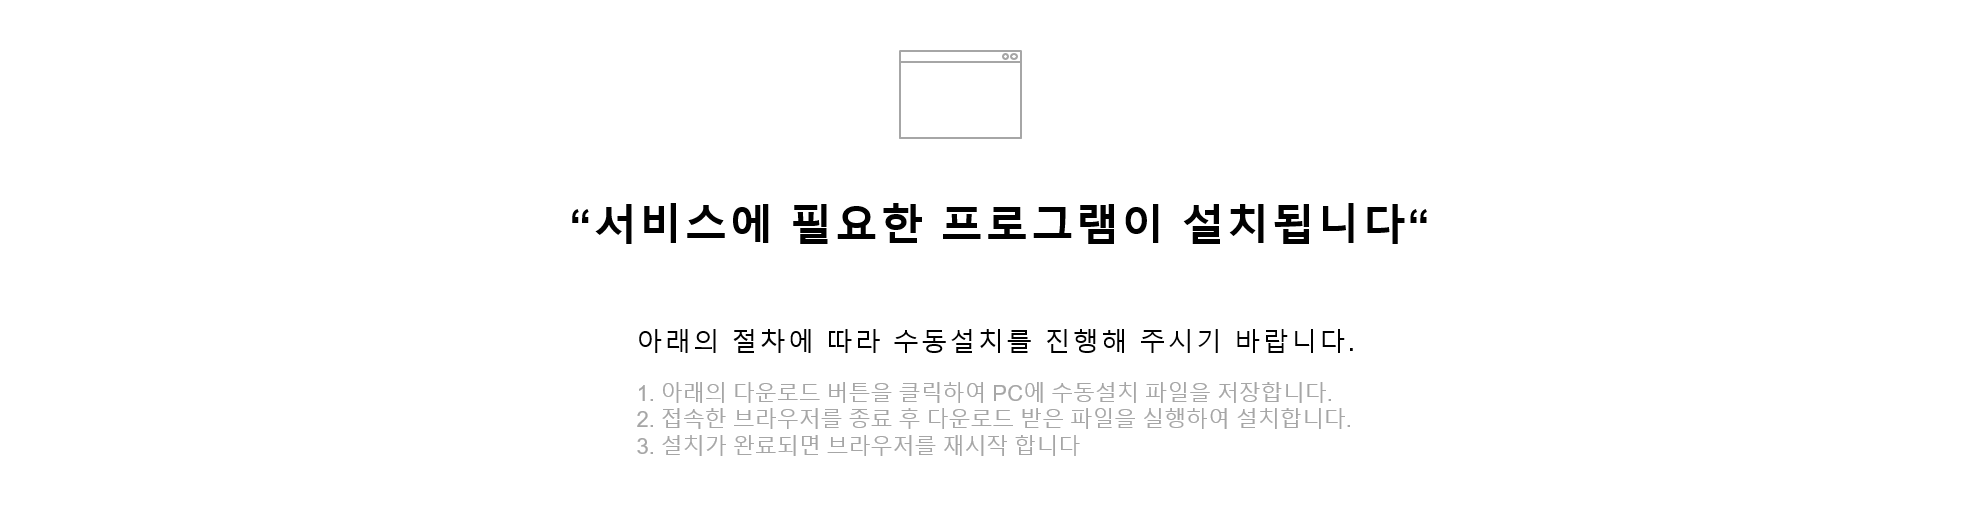 “서비스에 필요한 프로그램이 설치됩니다“
아래의 절차에 따라 수동설치를 진행해 주시기 바랍니다.
1. 아래의 다운로드 버튼을 클릭하여 PC에 수동설치 파일을 저장합니다.
2. 접속한 브라우저를 종료 후 다운로드 받은 파일을 실행하여 설치합니다.
3. 설치가 완료되면 브라우저를 재시작 합니다